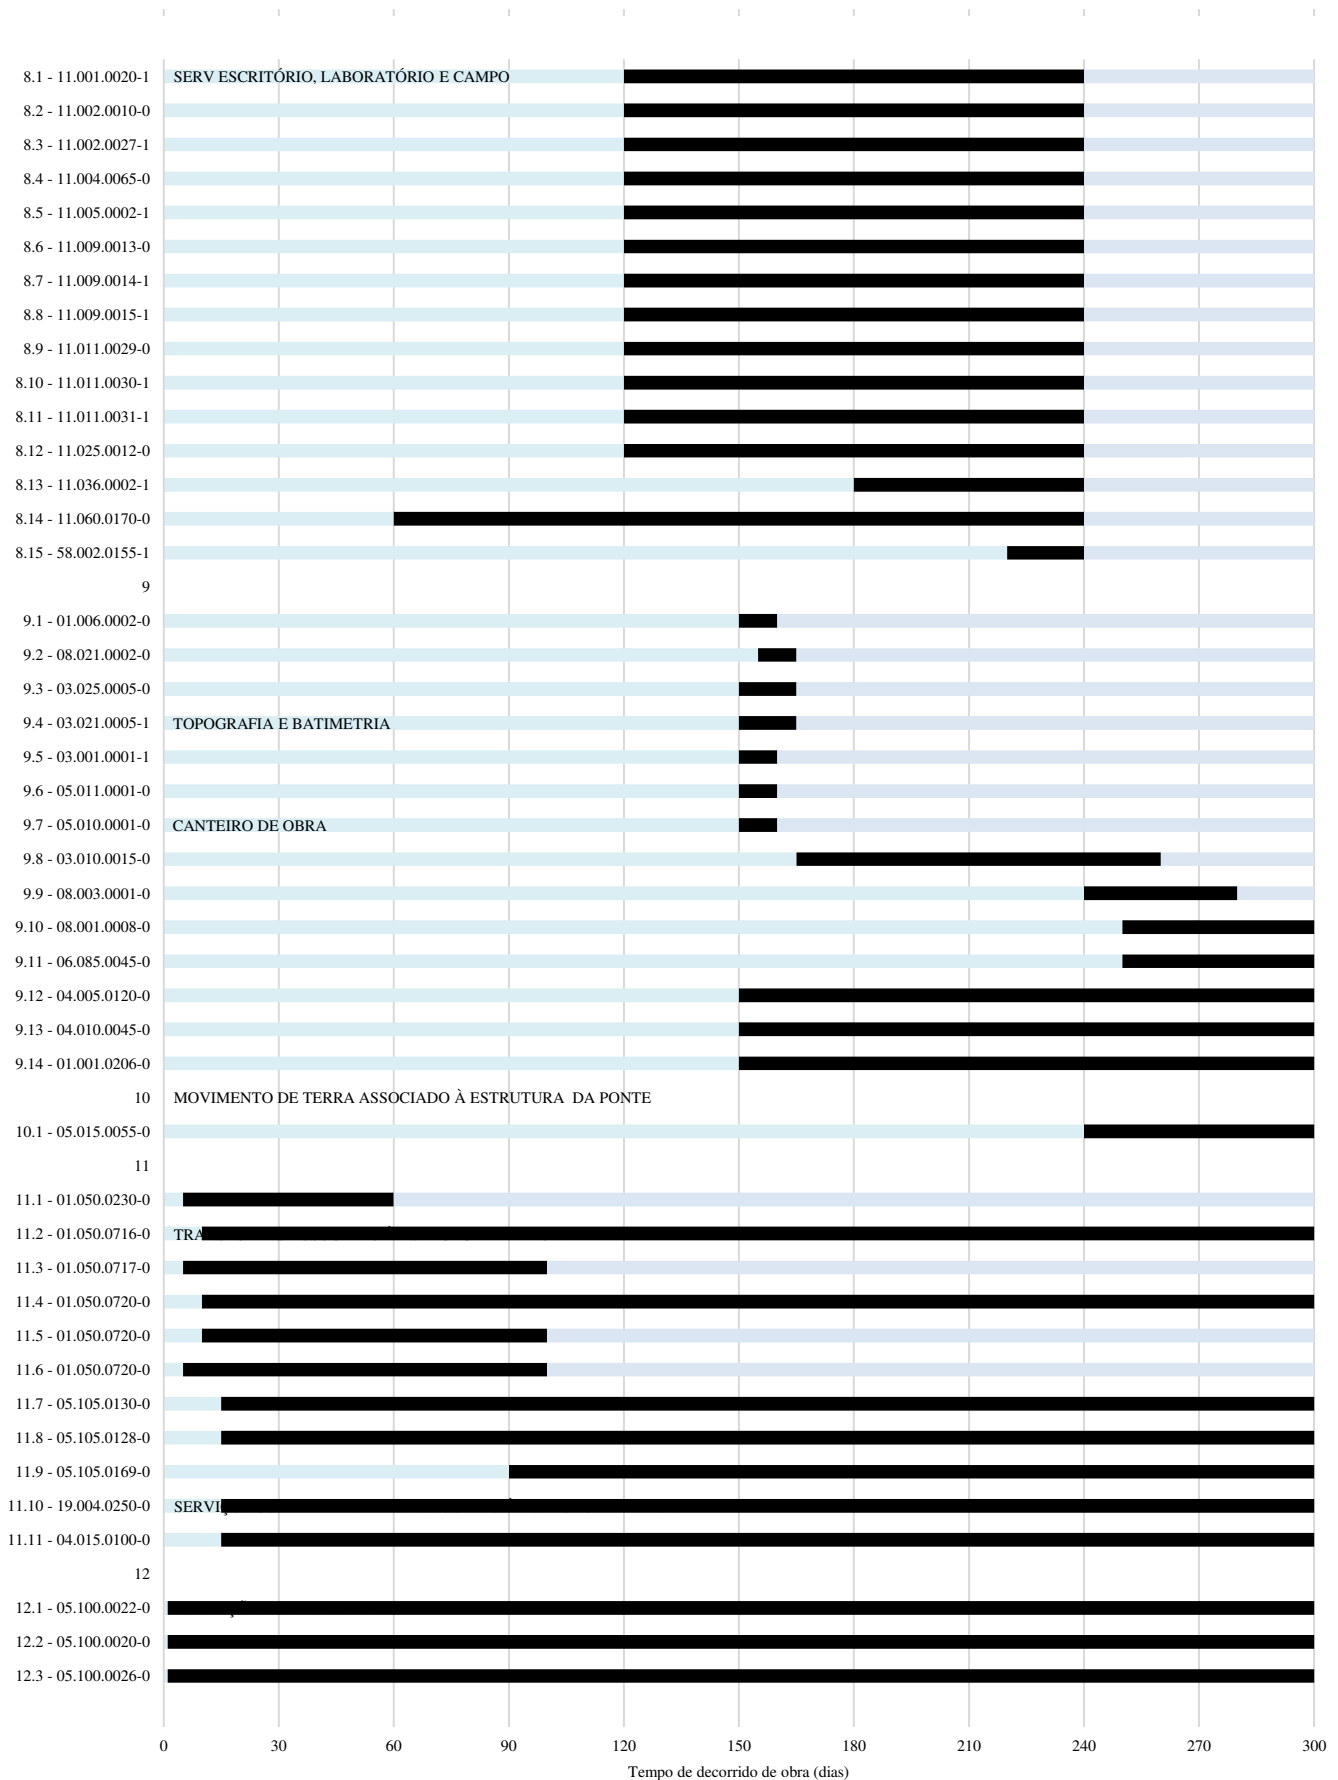 8.1 - 11.001.0020-1 SERV ESCRITÓRIO, LABORATÓRIO E CAMPO
8.2 - 11.002.0010-0
8.3 - 11.002.0027-1
8.4 - 11.004.0065-0
8.5 - 11.005.0002-1
8.6 - 11.009.0013-0
8.7 - 11.009.0014-1
8.8 - 11.009.0015-1
8.9 - 11.011.0029-0
8.10 - 11.011.0030-1
8.11 - 11.011.0031-1
8.12 - 11.025.0012-0
8.13 - 11.036.0002-1
8.14 - 11.060.0170-0
8.15 - 58.002.0155-1
9
9.1 - 01.006.0002-0
9.2 - 08.021.0002-0
9.3 - 03.025.0005-0
9.4 - 03.021.0005-1 TOPOGRAFIA E BATIMETRIA
9.5 - 03.001.0001-1
9.6 - 05.011.0001-0
9.7 - 05.010.0001-0 CANTEIRO DE OBRA
9.8 - 03.010.0015-0
9.9 - 08.003.0001-0
9.10 - 08.001.0008-0
9.11 - 06.085.0045-0
9.12 - 04.005.0120-0
9.13 - 04.010.0045-0
9.14 - 01.001.0206-0
10 MOVIMENTO DE TERRA ASSOCIADO À ESTRUTURA DA PONTE
10.1 - 05.015.0055-0
11
11.1 - 01.050.0230-0
11.2 - 01.050.0716-0
11.3 - 01.050.0717-0
11.4 - 01.050.0720-0
11.5 - 01.050.0720-0
11.6 - 01.050.0720-0
11.7 - 05.105.0130-0
11.8 - 05.105.0128-0
11.9 - 05.105.0169-0
11.10 - 19.004.0250-0
11.11 - 04.015.0100-0
12
12.1 - 05.100.0022-0
12.2 - 05.100.0020-0
12.3 - 05.100.0026-0
0 30 60 90 120 150 180 210 240 270 300
Tempo de decorrido de obra (dias)